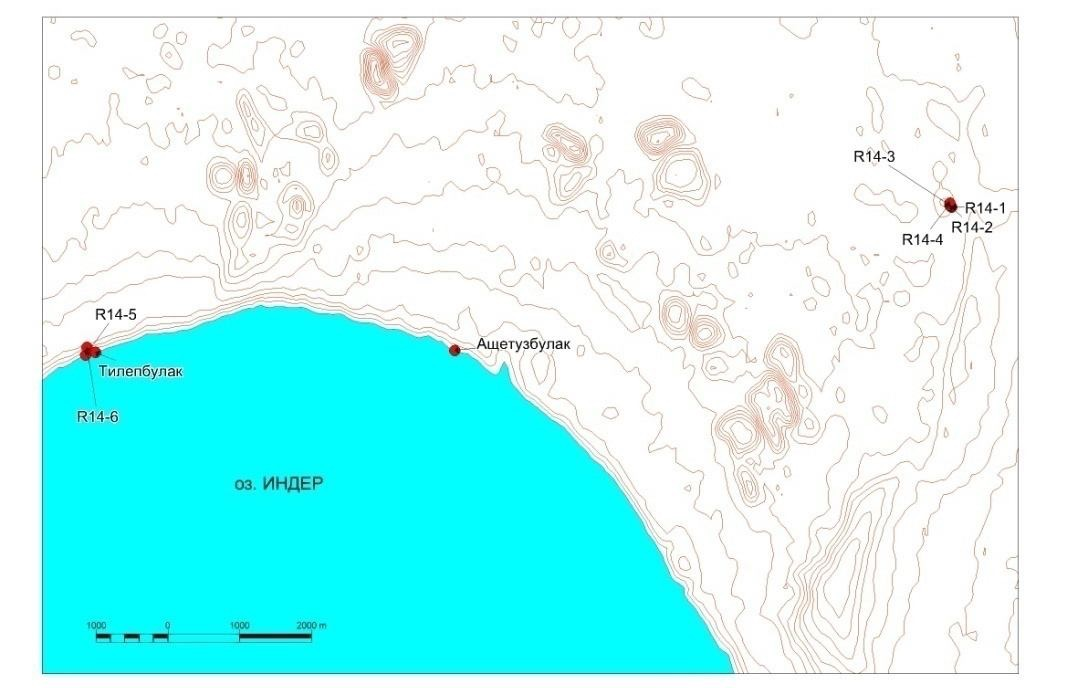 R14-3
R14-1
R14-2
R14-4
R14-5
Ащетузбулак
Тилепбулак
R14-6
оз. ИНДЕР
1000 0 1000 2000 m